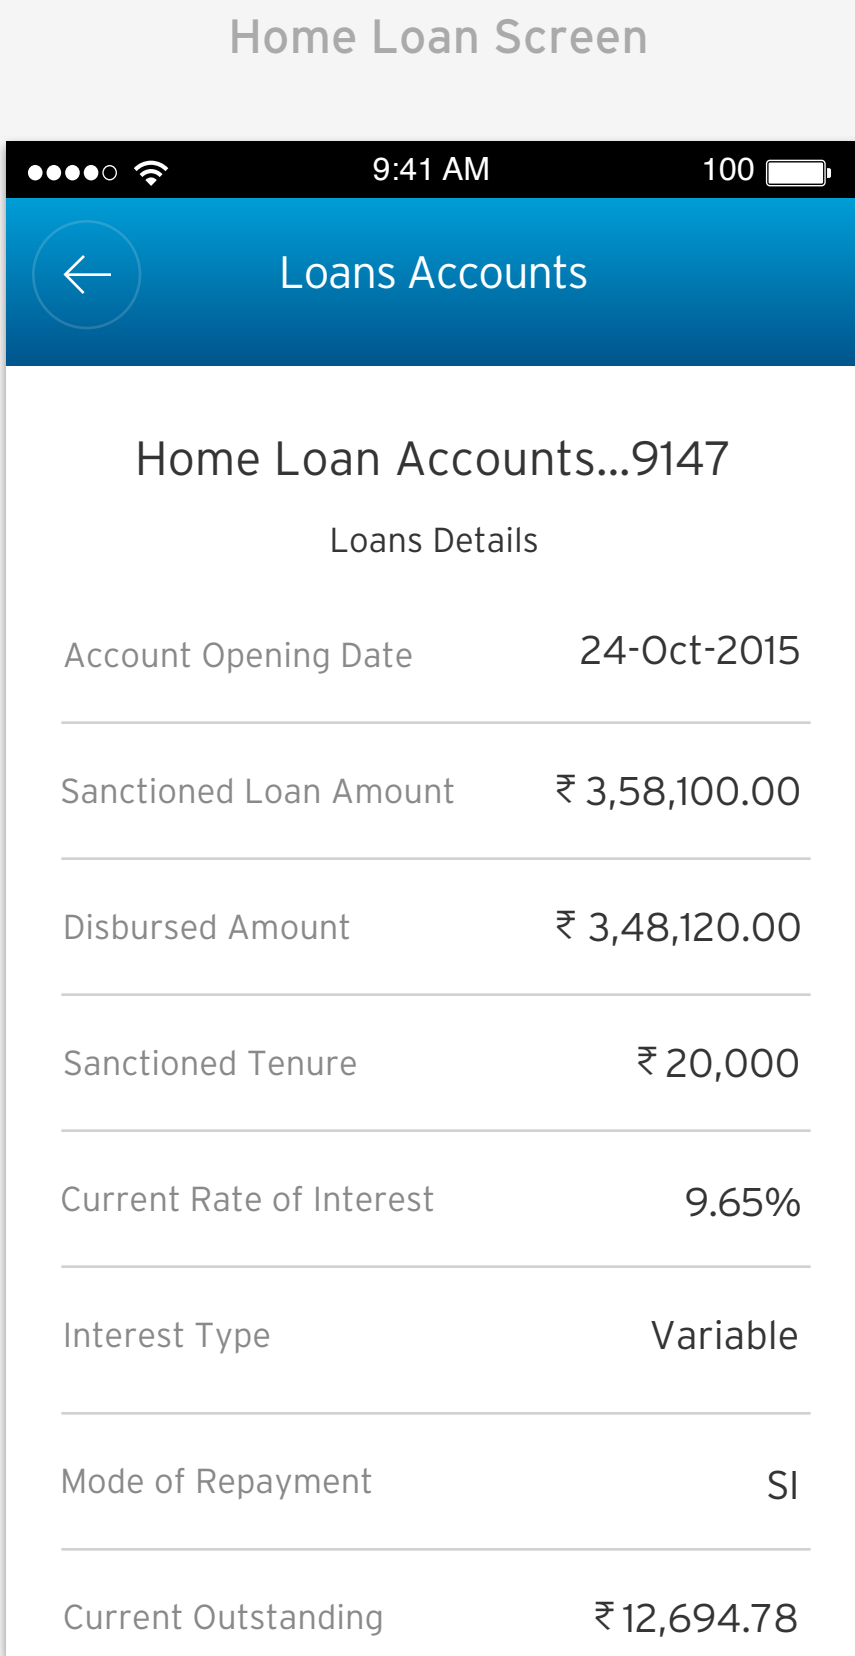 Home Loan Screen
9:41 AM 100
Loans Accounts
Home Loan Accounts...9147
Loans Details
Account Opening Date 24-Oct-2015
Sanctioned Loan Amount ₹ 3,58,100.00
Disbursed Amount ₹ 3,48,120.00
Sanctioned Tenure ₹ 20,000
Current Rate of Interest 9.65%
Interest Type Variable
Mode of Repayment SI
Current Outstanding ₹ 12,694.78